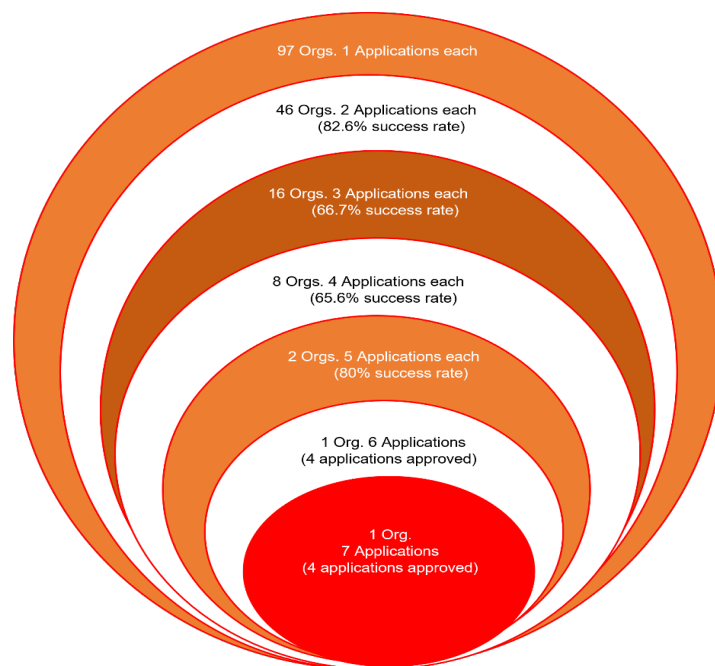 97 Orgs. 1 Applications each
46 Orgs. 2 Applications each
(82.6% success rate)
16 Orgs. 3 Applications each
(66.7% success rate)
8 Orgs. 4 Applications each
(65.6% success rate)
2 Orgs. 5 Applications each
(80% success rate)
1 Org. 6 Applications
(4 applications approved)
1 Org.
7 Applications
(4 applications approved)